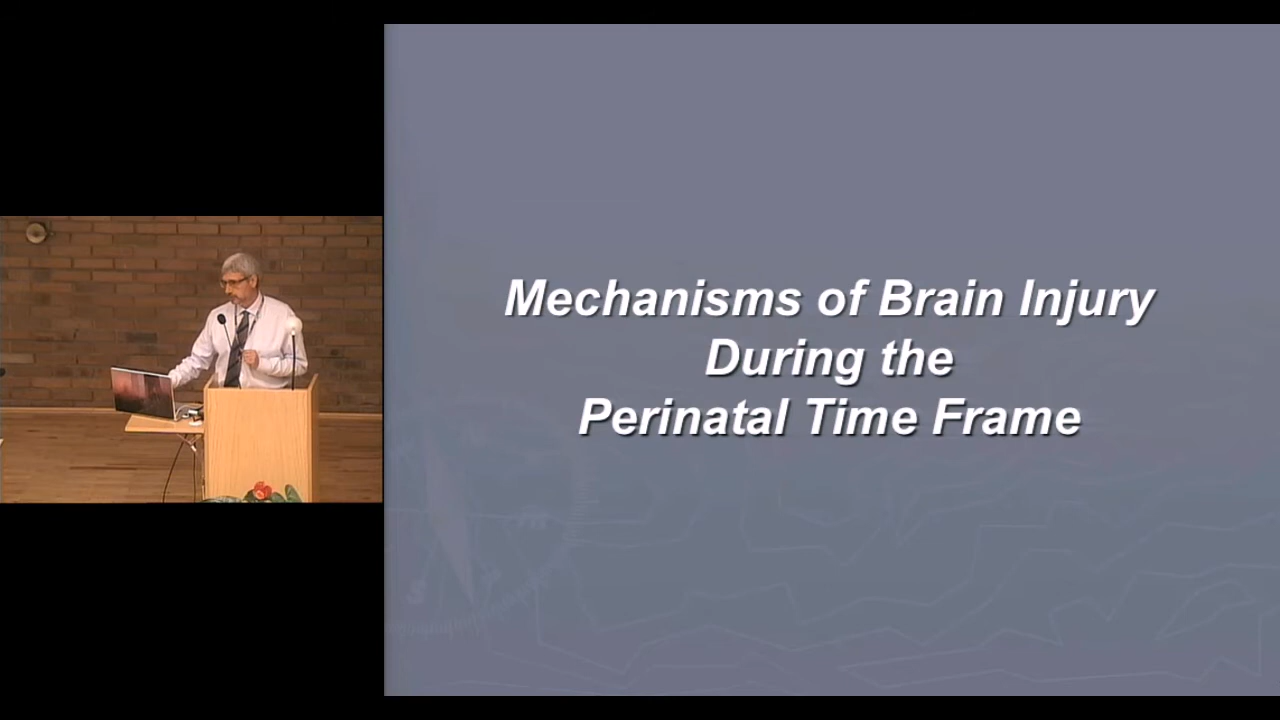 Mechanisms of Brain Injury
During the
Perinatal Time Frame